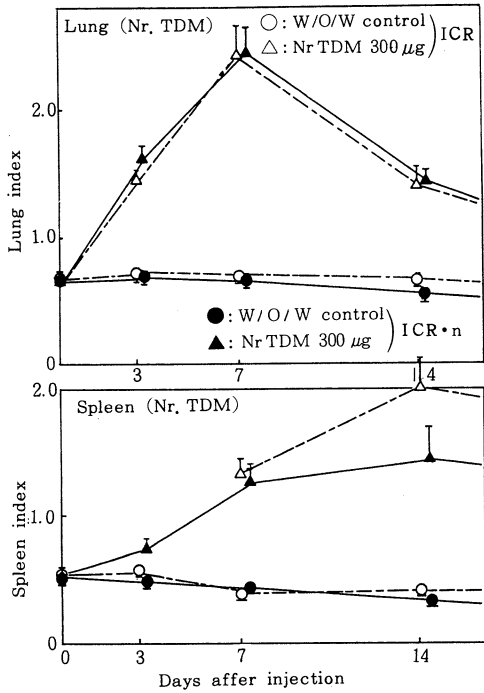 Lung (Nr. TDM)
○: W/O/W control
△: Nr TDM 300 μg
ICR
2.0
1.0
0
Lung index
●: W/O/W control
▲: Nr TDM 300 μg
ICR•n
3
7
14
2.0
Spleen (Nr. TDM)
1.0
0
Spleen index
0
3
7
14
Days affer injection